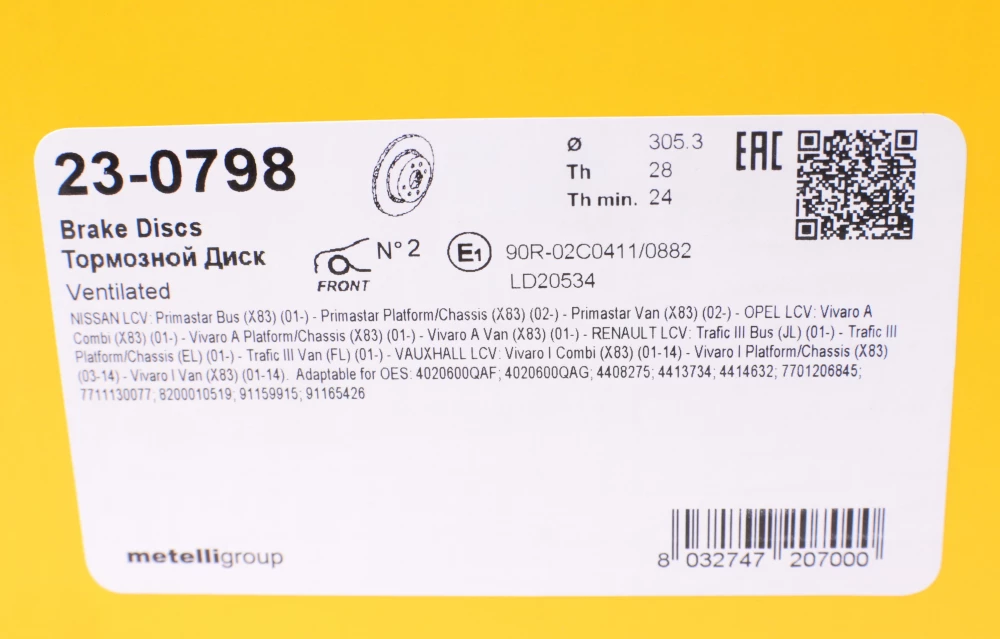 23-0798
Brake Discs
Тормозной Диск
Ventilated
FRONT
N° 2
E1
90R-02C0411/0882
LD20534
Ø 305.3
Th 28
Th min. 24
EAC
NISSAN LCV: Primastar Bus (X83) (01-) - Primastar Platform/Chassis (X83) (02-) - Primastar Van (X83) (02-) - OPEL LCV: Vivaro A
Combi (X83) (01-) - Vivaro A Platform/Chassis (X83) (01-) - Vivaro A Van (X83) (01-) - RENAULT LCV: Trafic III Bus (JL) (01-) - Trafic III
Platform/Chassis (EL) (01-) - Trafic III Van (FL) (01-) - VAUXHALL LCV: Vivaro I Combi (X83) (01-14) - Vivaro I Platform/Chassis (X83)
(03-14) - Vivaro I Van (X83) (01-14). Adaptable for OES: 4020600QAF; 4020600QAG; 4408275; 4413734; 4414632; 7701206845;
7711130077; 8200010519; 91159915; 91165426
metelligroup
8 032747 207000